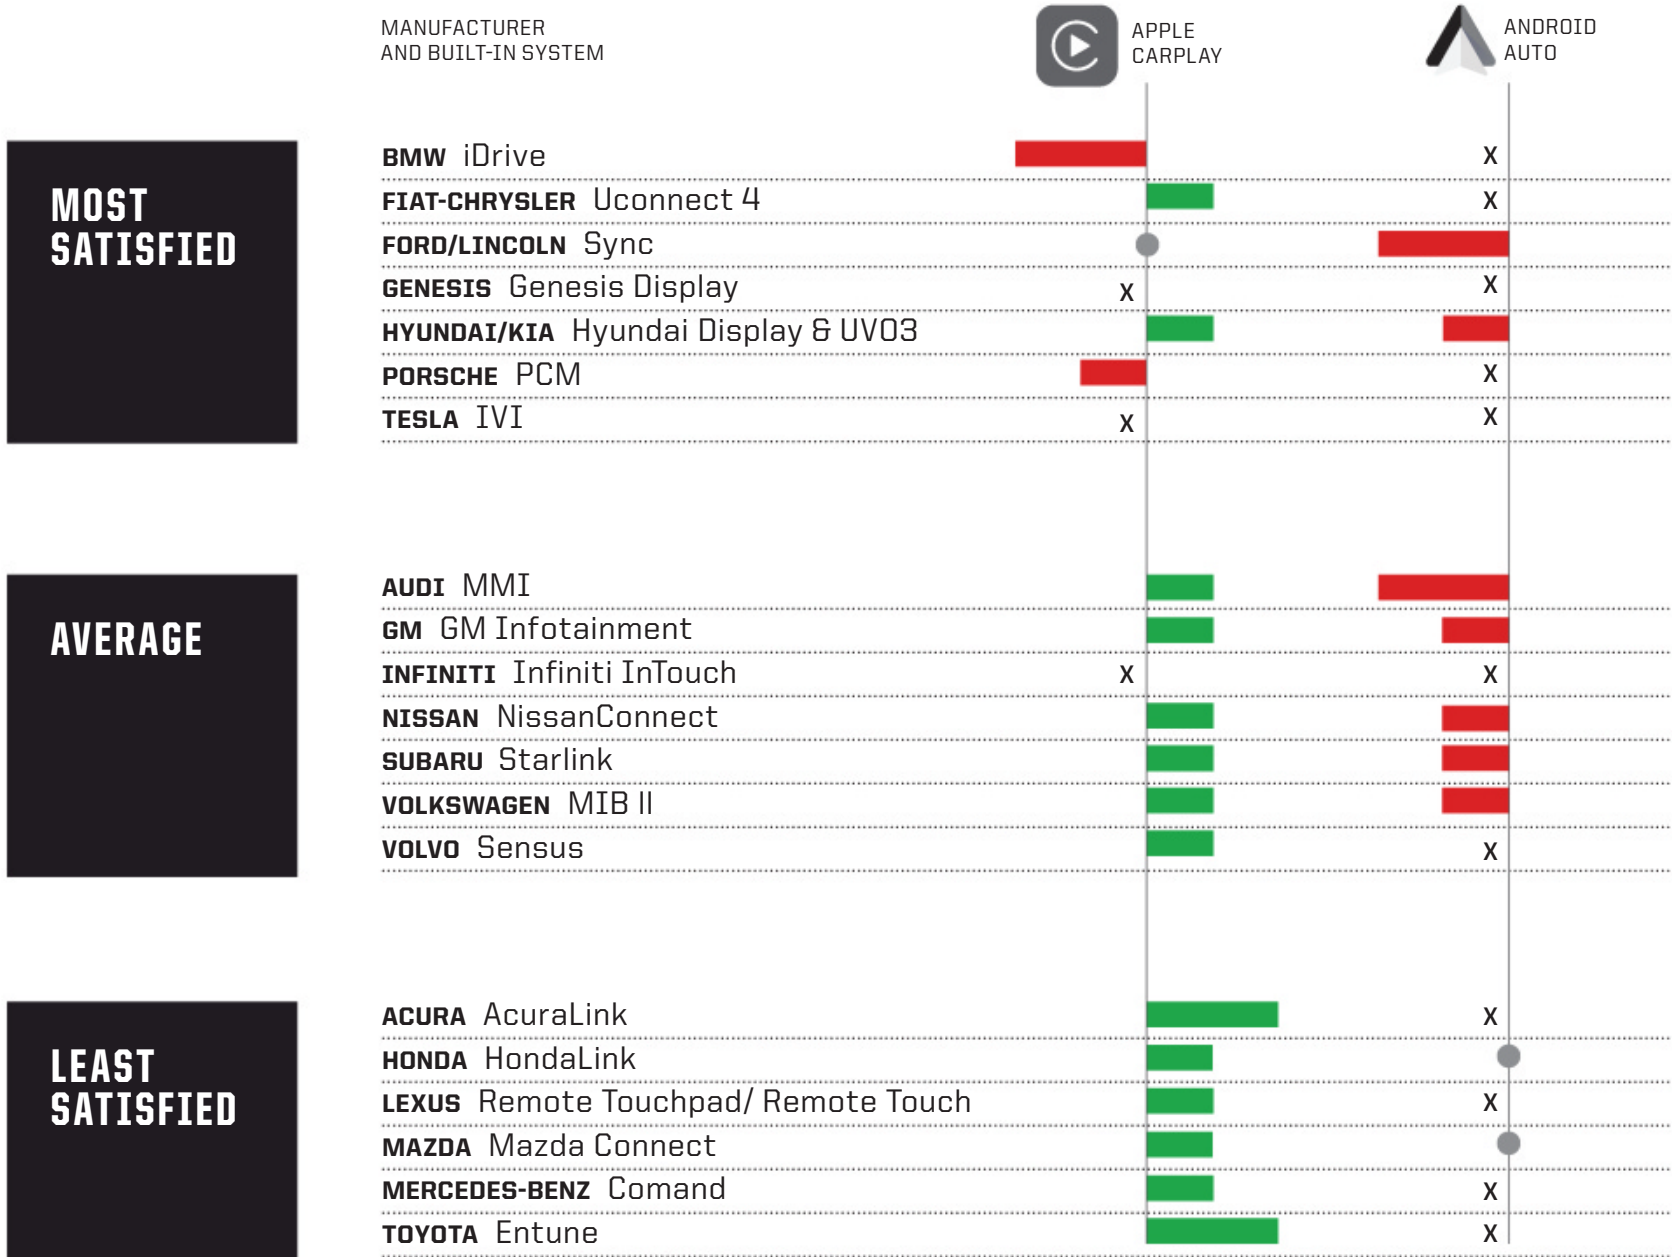 MANUFACTURER
AND BUILT-IN SYSTEM
APPLE
CARPLAY
ANDROID
AUTO
MOST
SATISFIED
BMW iDrive X
FIAT-CHRYSLER Uconnect 4 X
FORD/LINCOLN Sync
GENESIS Genesis Display X X
HYUNDAI/KIA Hyundai Display & UVO3
PORSCHE PCM X
TESLA IVI X X
AVERAGE
AUDI MMI
GM GM Infotainment
INFINITI Infiniti InTouch X X
NISSAN NissanConnect
SUBARU Starlink
VOLKSWAGEN MIB II
VOLVO Sensus X
LEAST
SATISFIED
ACURA AcuraLink X
HONDA HondaLink
LEXUS Remote Touchpad/ Remote Touch X
MAZDA Mazda Connect
MERCEDES-BENZ Comand X
TOYOTA Entune X